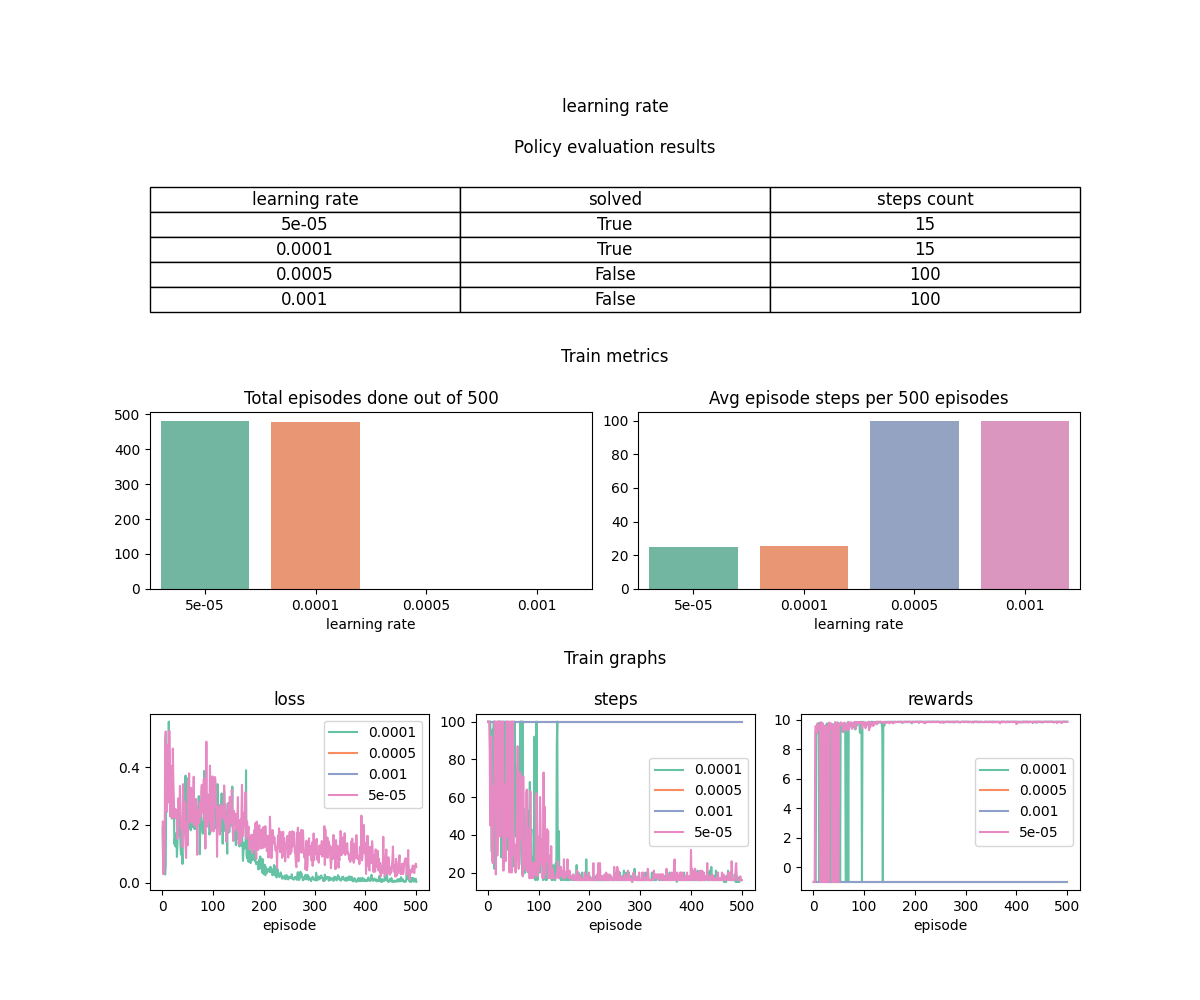 learning rate
Policy evaluation results
learning rate solved steps count
5e-05 True 15
0.0001 True 15
0.0005 False 100
0.001 False 100
Train metrics
Total episodes done out of 500
500
400
300
200
100
0
5e-05 0.0001 0.0005 0.001
learning rate
Avg episode steps per 500 episodes
100
80
60
40
20
0
5e-05 0.0001 0.0005 0.001
learning rate
Train graphs
loss
0.4
0.2
0.0
0.0001
0.0005
0.001
5e-05
0 100 200 300 400 500
episode
steps
100
80
60
40
20
0.0001
0.0005
0.001
5e-05
0 100 200 300 400 500
episode
rewards
10
8
6
4
2
0
0.0001
0.0005
0.001
5e-05
0 100 200 300 400 500
episode